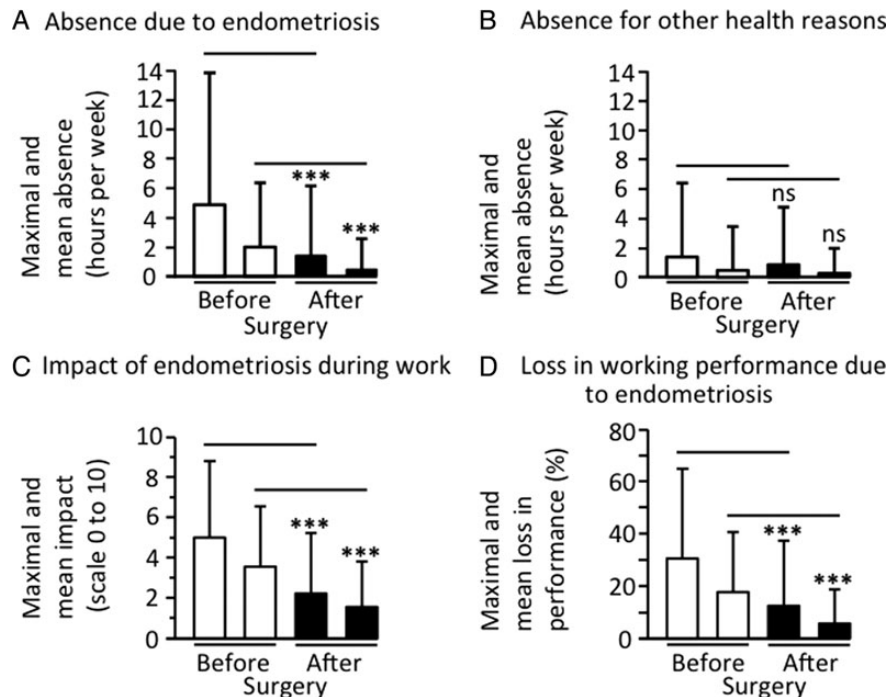 A Absence due to endometriosis
Maximal and
mean absence
(hours per week)
14
12
10
8
6
4
2
0
***
***
Before After
Surgery
B Absence for other health reasons
Maximal and
mean absence
(hours per week)
14
12
10
8
6
4
2
0
ns
ns
Before After
Surgery
C Impact of endometriosis during work
Maximal and
mean impact
(scale 0 to 10)
10
8
6
4
2
0
***
***
Before After
Surgery
D Loss in working performance due
to endometriosis
Maximal and
mean loss in
performance (%)
80
60
40
20
0
***
***
Before After
Surgery